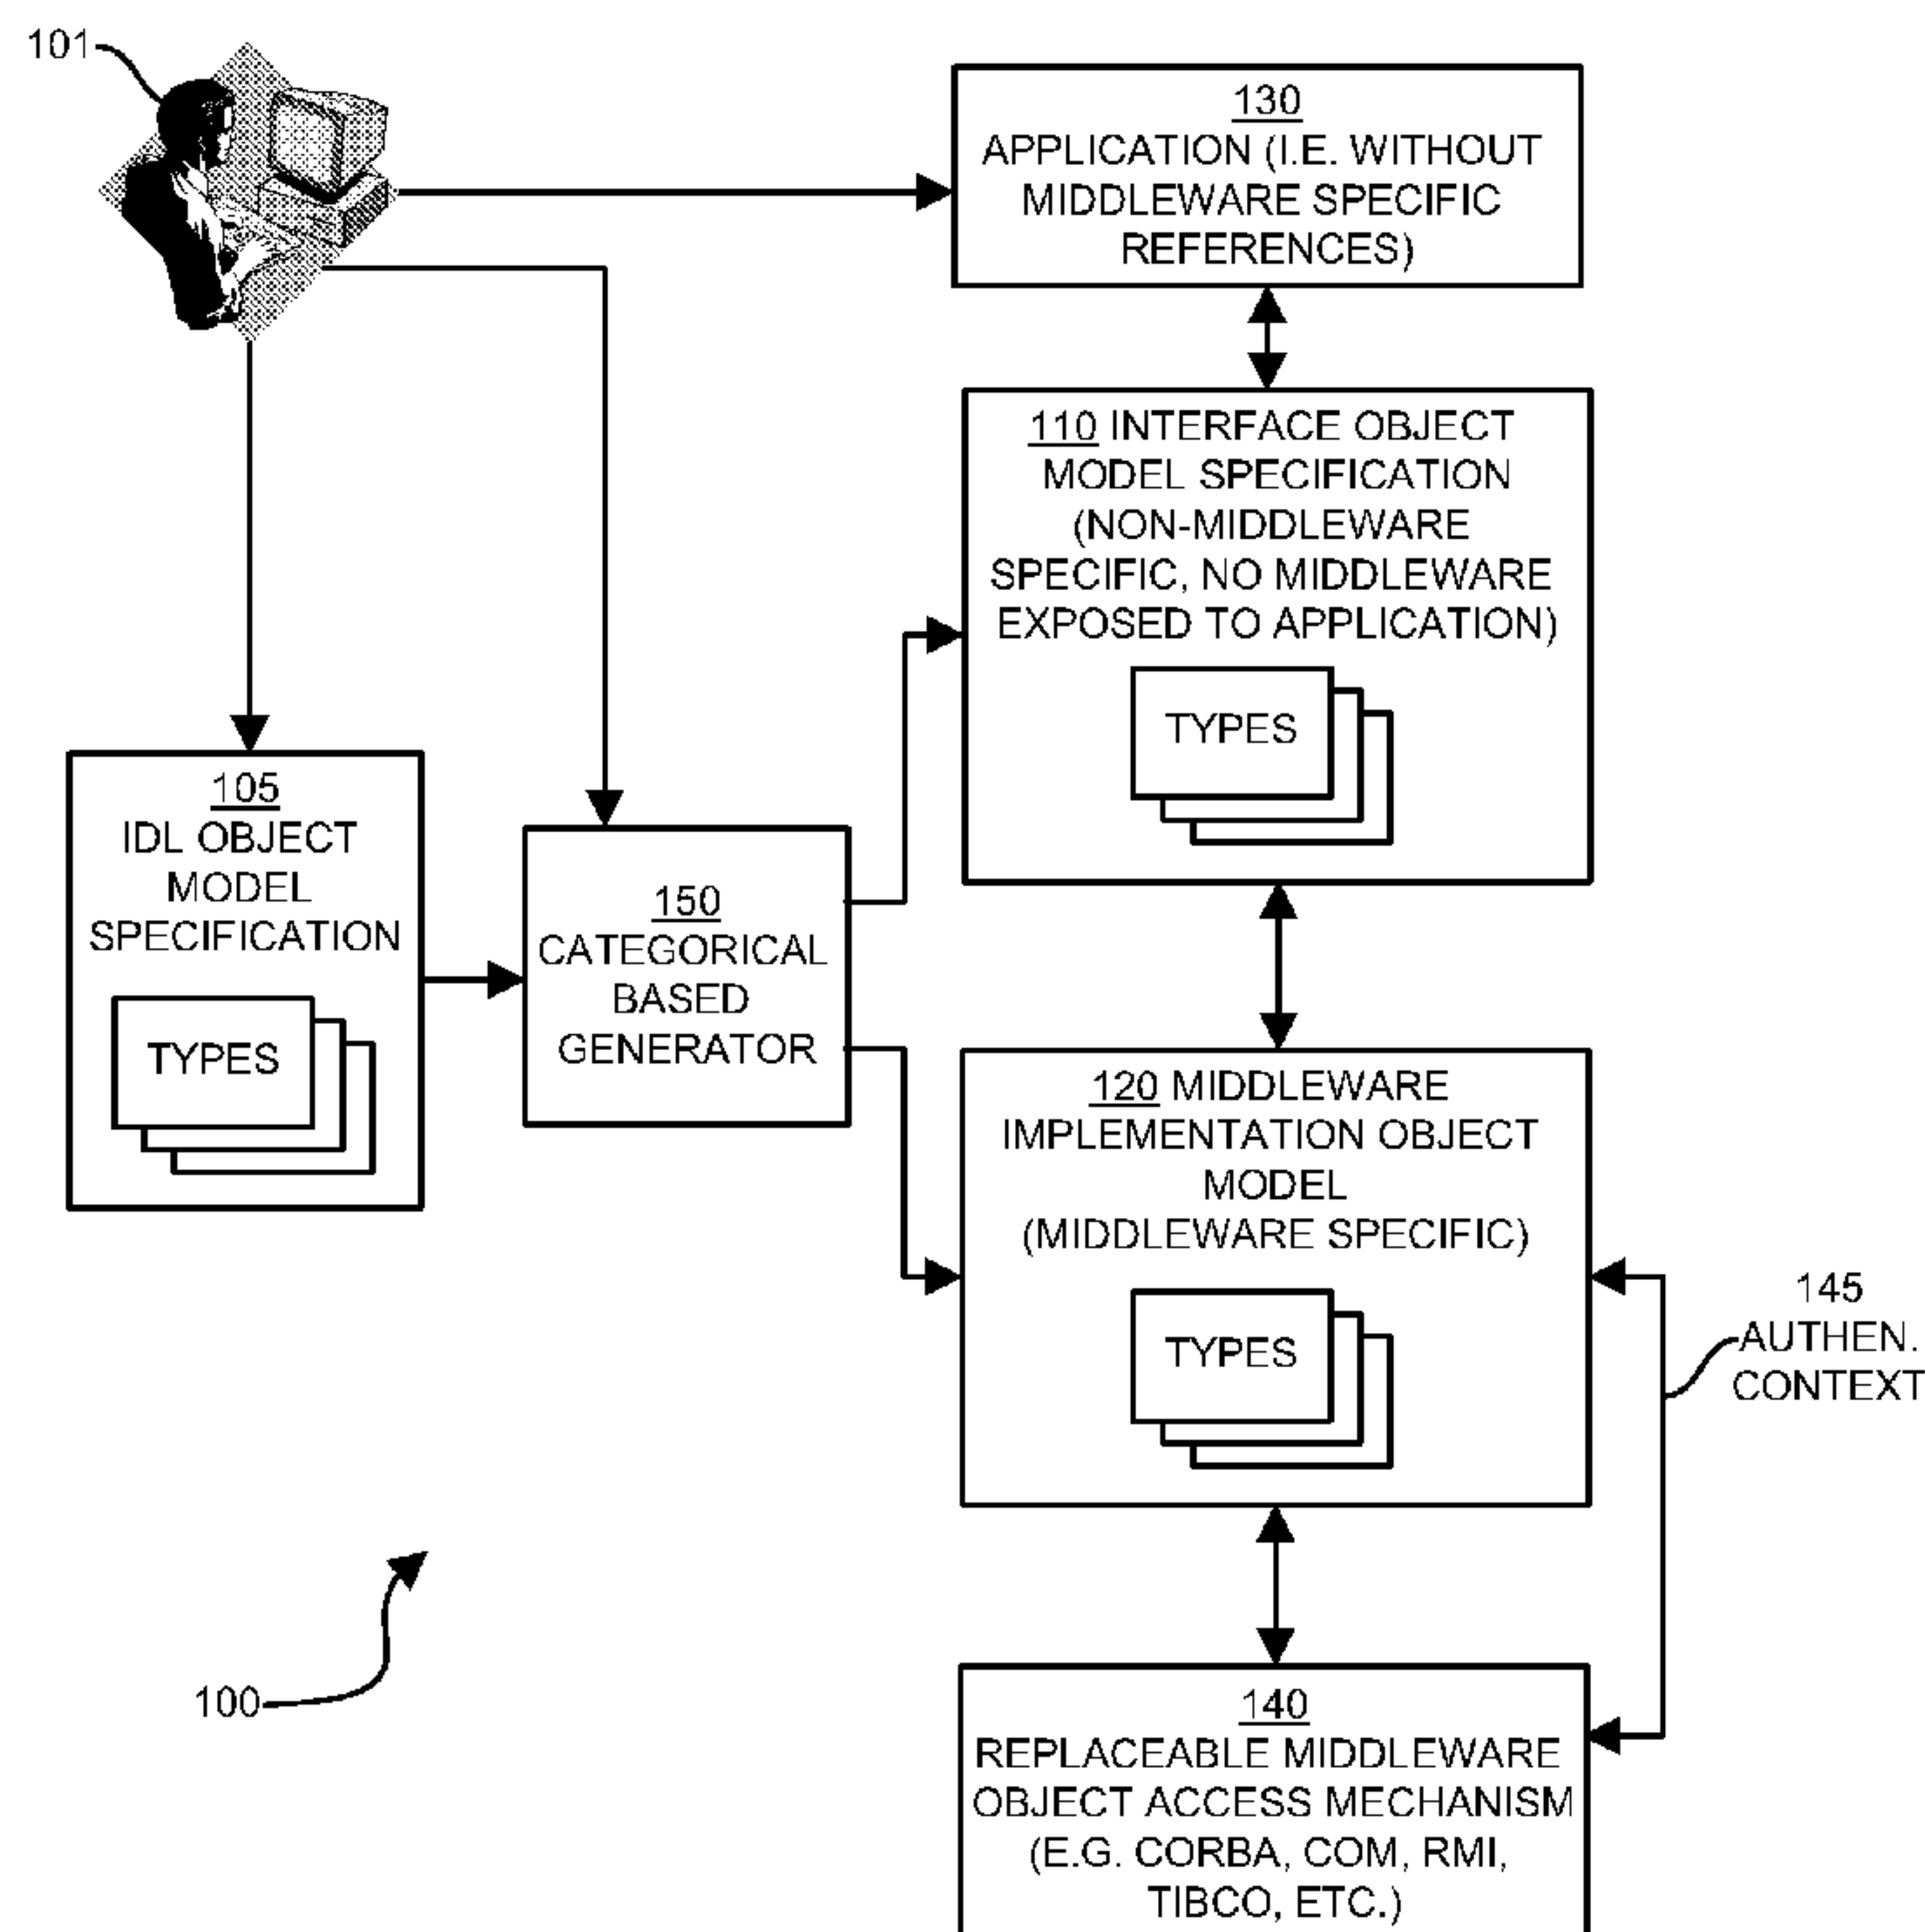 101
130
APPLICATION (I.E. WITHOUT
MIDDLEWARE SPECIFIC
REFERENCES)
110 INTERFACE OBJECT
MODEL SPECIFICATION
(NON-MIDDLEWARE
SPECIFIC, NO MIDDLEWARE
EXPOSED TO APPLICATION)
TYPES
105
IDL OBJECT
MODEL
SPECIFICATION
TYPES
150
CATEGORICAL
BASED
GENERATOR
120 MIDDLEWARE
IMPLEMENTATION OBJECT
MODEL
(MIDDLEWARE SPECIFIC)
TYPES
145
AUTHEN.
CONTEXT
100
140
REPLACEABLE MIDDLEWARE
OBJECT ACCESS MECHANISM
(E.G. CORBA, COM, RMI,
TIBCO, ETC.)